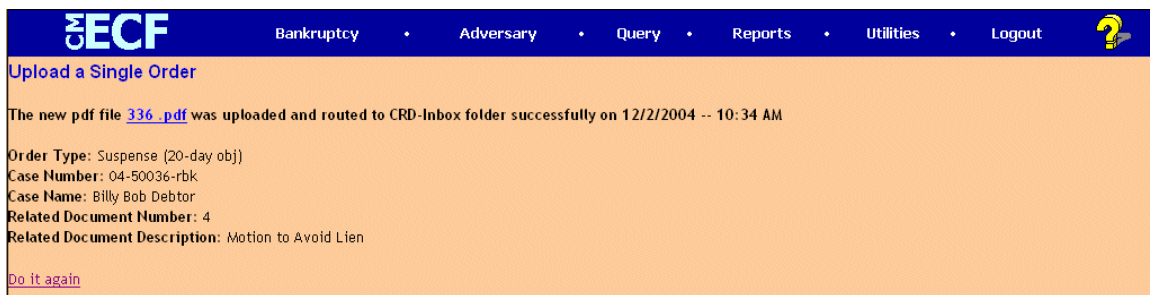 CM ECF Bankruptcy • Adversary • Query • Reports • Utilities • Logout ?
Upload a Single Order
The new pdf file 336 .pdf was uploaded and routed to CRD-Inbox folder successfully on 12/2/2004 -- 10:34 AM
Order Type: Suspense (20-day obj)
Case Number: 04-50036-rbk
Case Name: Billy Bob Debtor
Related Document Number: 4
Related Document Description: Motion to Avoid Lien
Do it again